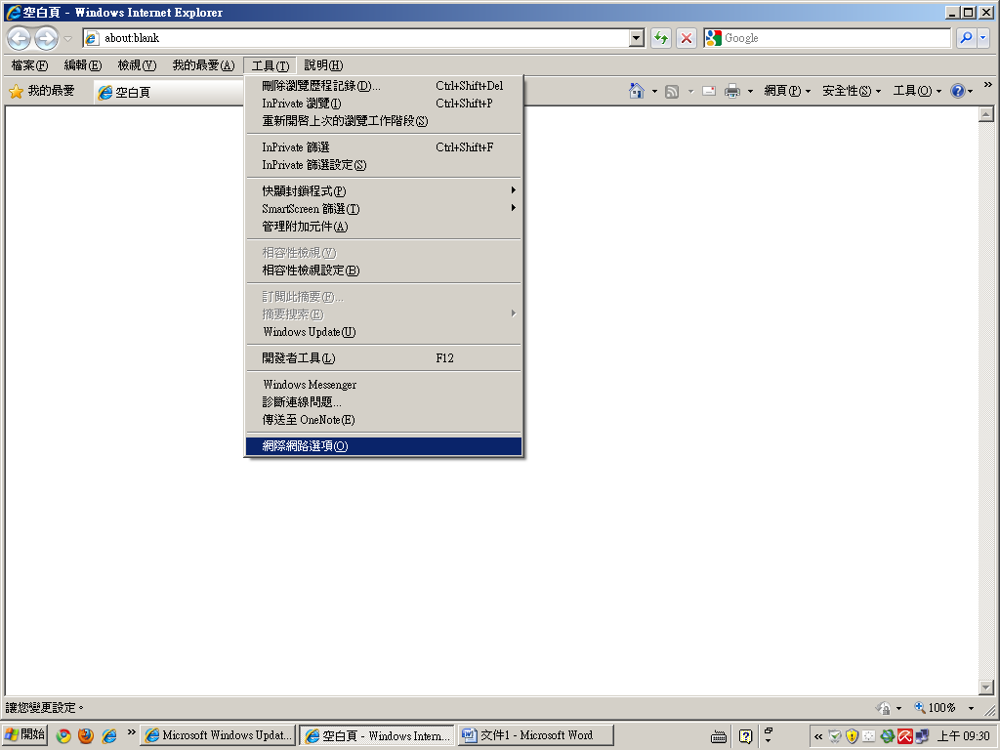 空白頁 - Windows Internet Explorer
about:blank
Google
檔案(F) 編輯(E) 檢視(V) 我的最愛(A) 工具(T) 說明(H)
我的最愛 空白頁 網頁(P) 安全性(S) 工具(O) »
刪除瀏覽歷程記錄(D)... Ctrl+Shift+Del
InPrivate 瀏覽(I) Ctrl+Shift+P
重新開啟上次的瀏覽工作階段(S)
InPrivate 篩選 Ctrl+Shift+F
InPrivate 篩選設定(S)
快顯封鎖程式(P)
SmartScreen 篩選(T)
管理附加元件(A)
相容性檢視(V)
相容性檢視設定(B)
訂閱此摘要(F)...
摘要搜索(E)
Windows Update(U)
開發者工具(L) F12
Windows Messenger
診斷連線問題...
傳送至 OneNote(E)
網際網路選項(O)
讓您變更設定。 100%
開始 » Microsoft Windows Updat... 空白頁 - Windows Intern... 文件1 - Microsoft Word « 上午 09:30